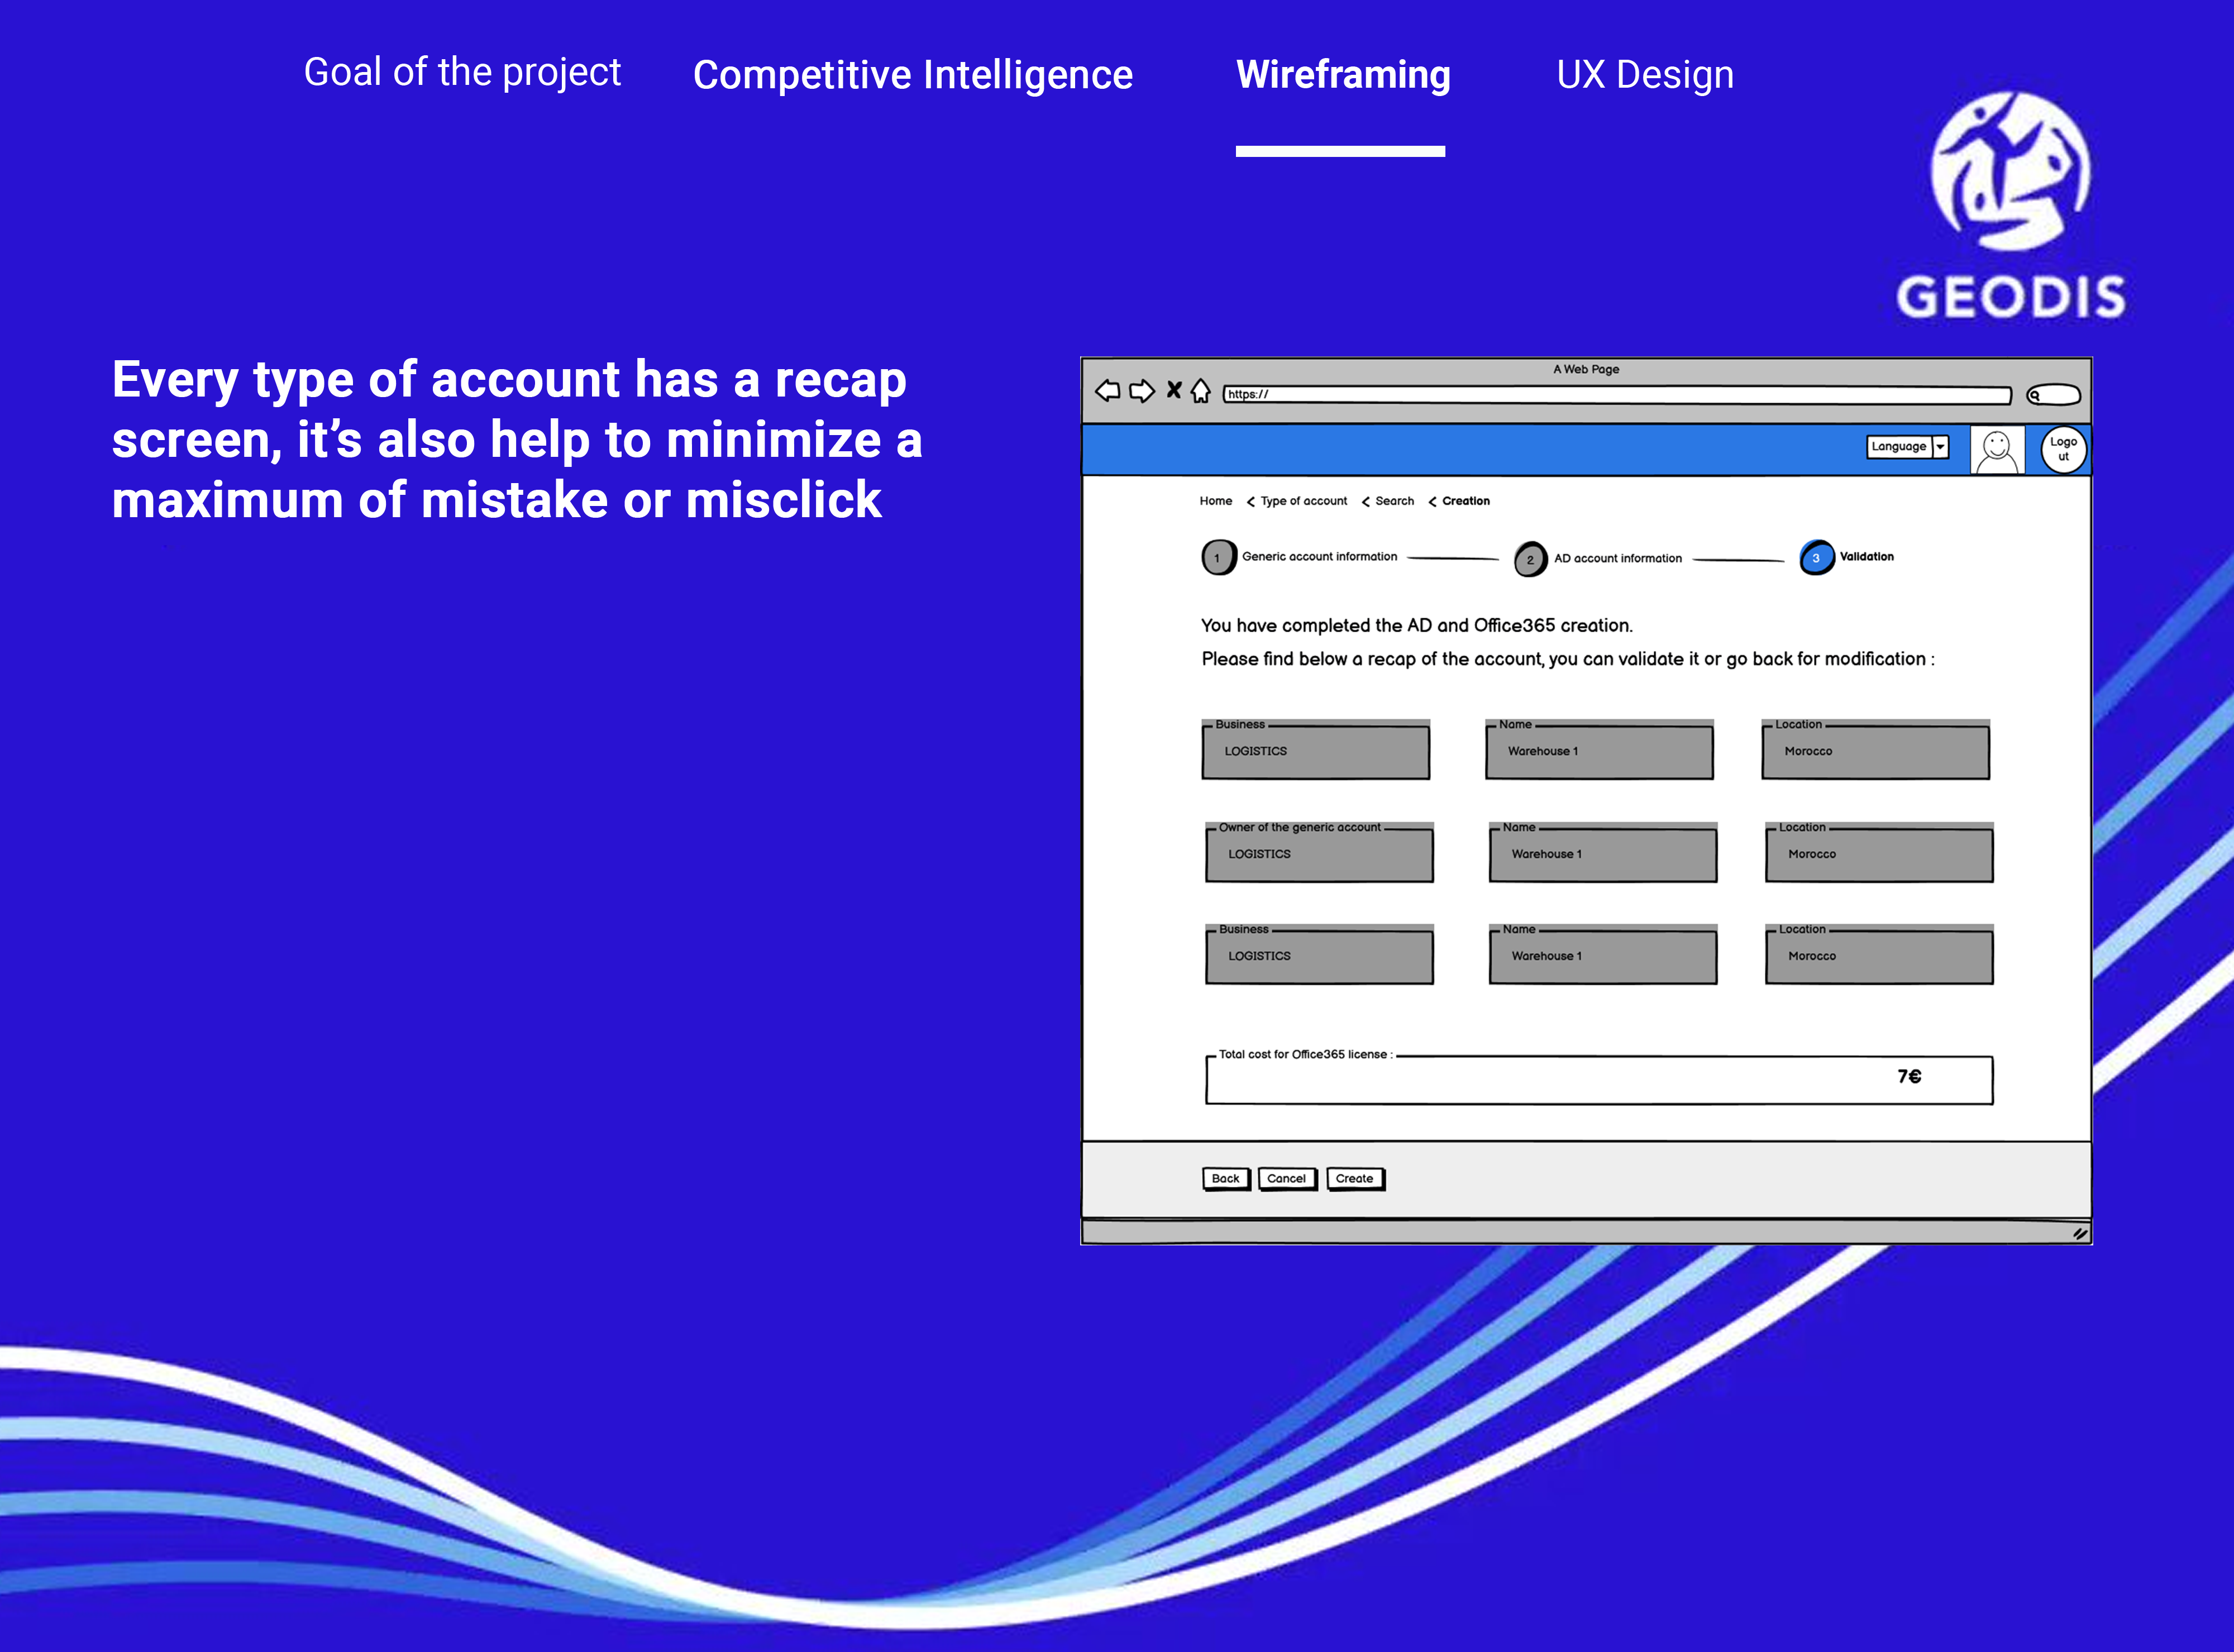 Goal of the project Competitive Intelligence Wireframing UX Design
GEODIS
Every type of account has a recap
screen, it’s also help to minimize a
maximum of mistake or misclick
A Web Page
https://
Language
Logo
ut
Home < Type of account < Search < Creation
1 Generic account information 2 AD account information 3 Validation
You have completed the AD and Office365 creation.
Please find below a recap of the account, you can validate it or go back for modification :
Business Name Location
LOGISTICS Warehouse 1 Morocco
Owner of the generic account Name Location
LOGISTICS Warehouse 1 Morocco
Business Name Location
LOGISTICS Warehouse 1 Morocco
Total cost for Office365 license :
7€
Back Cancel Create